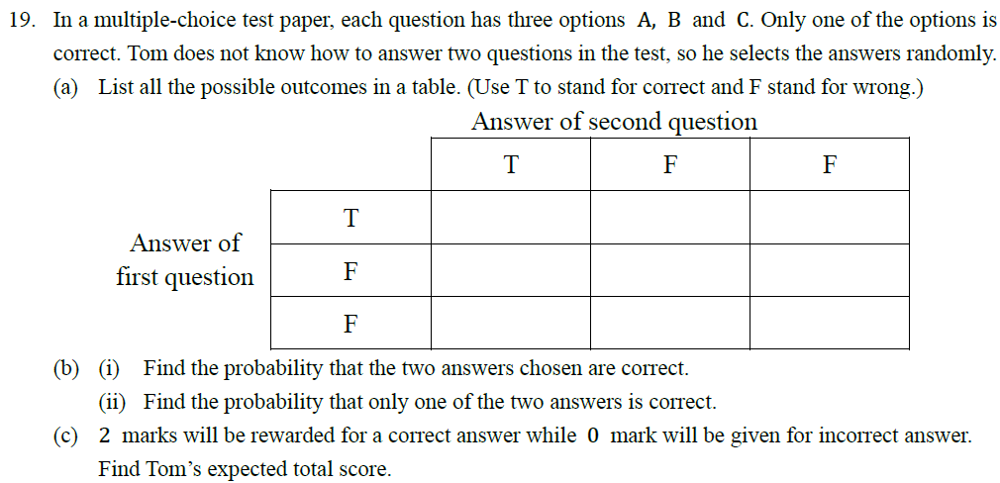 19. In a multiple-choice test paper, each question has three options A, B and C. Only one of the options is
correct. Tom does not know how to answer two questions in the test, so he selects the answers randomly.
(a) List all the possible outcomes in a table. (Use T to stand for correct and F stand for wrong.)
Answer of second question
T F F
T
Answer of
first question
F
F
(b) (i) Find the probability that the two answers chosen are correct.
(ii) Find the probability that only one of the two answers is correct.
(c) 2 marks will be rewarded for a correct answer while 0 mark will be given for incorrect answer.
Find Tom's expected total score.